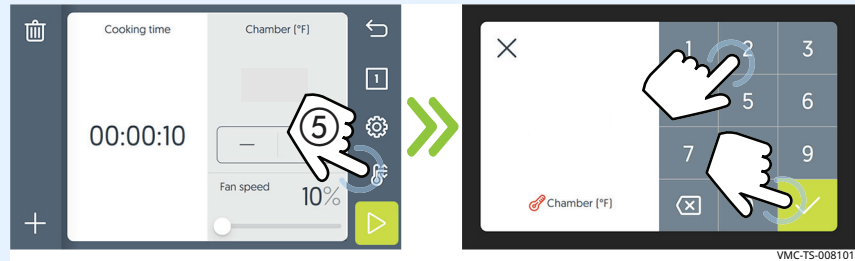 Cooking time
Chamber (°F)
1
00:00:10
5
Fan speed
10%
1
2
3
5
6
7
9
Chamber (°F)
VMC-TS-008101